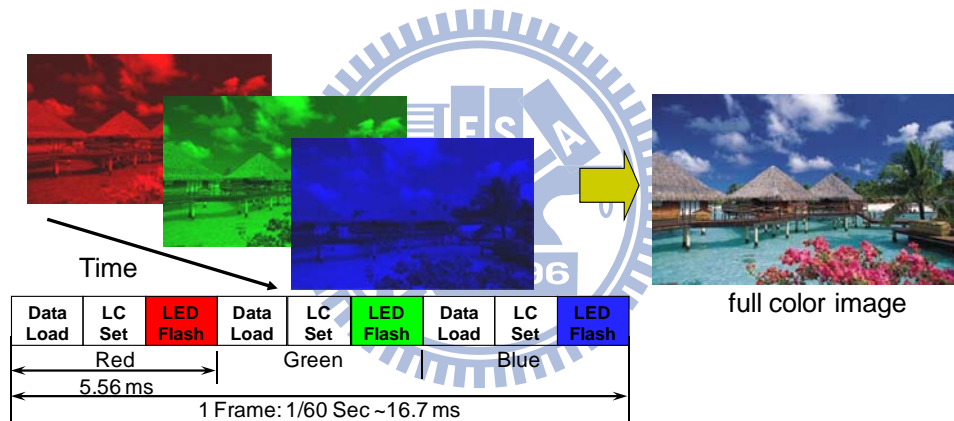 E S A
96
Time
full color image
Data Load LC Set LED Flash Data Load LC Set LED Flash Data Load LC Set LED Flash
Red Green Blue
5.56 ms
1 Frame: 1/60 Sec ~16.7 ms